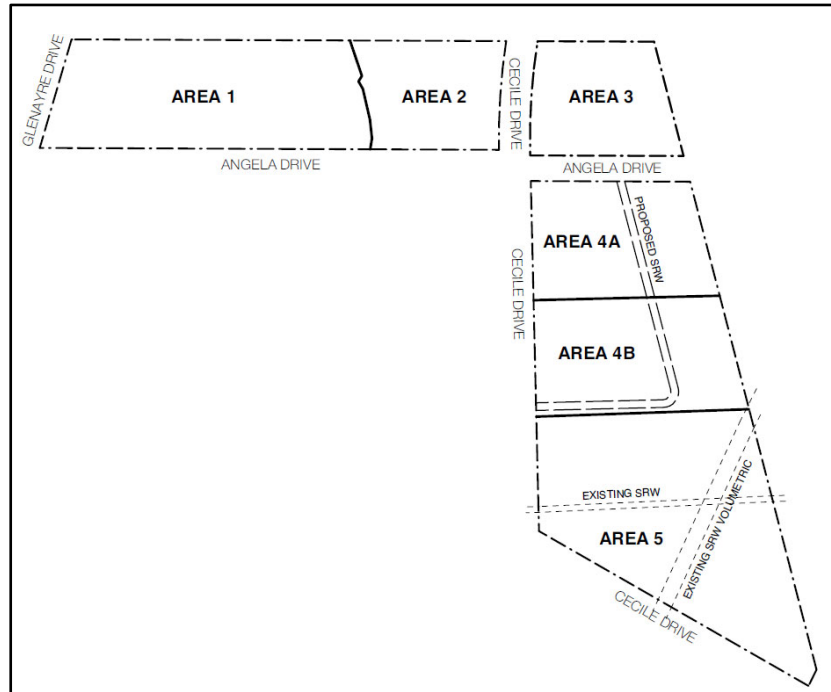 GLENAYRE DRIVE
AREA 1
AREA 2
CECILE DRIVE
AREA 3
ANGELA DRIVE
ANGELA DRIVE
AREA 4A
PROPOSED SRW
CECILE DRIVE
AREA 4B
EXISTING SRW
EXISTING SRW VOLUMETRIC
AREA 5
CECILE DRIVE